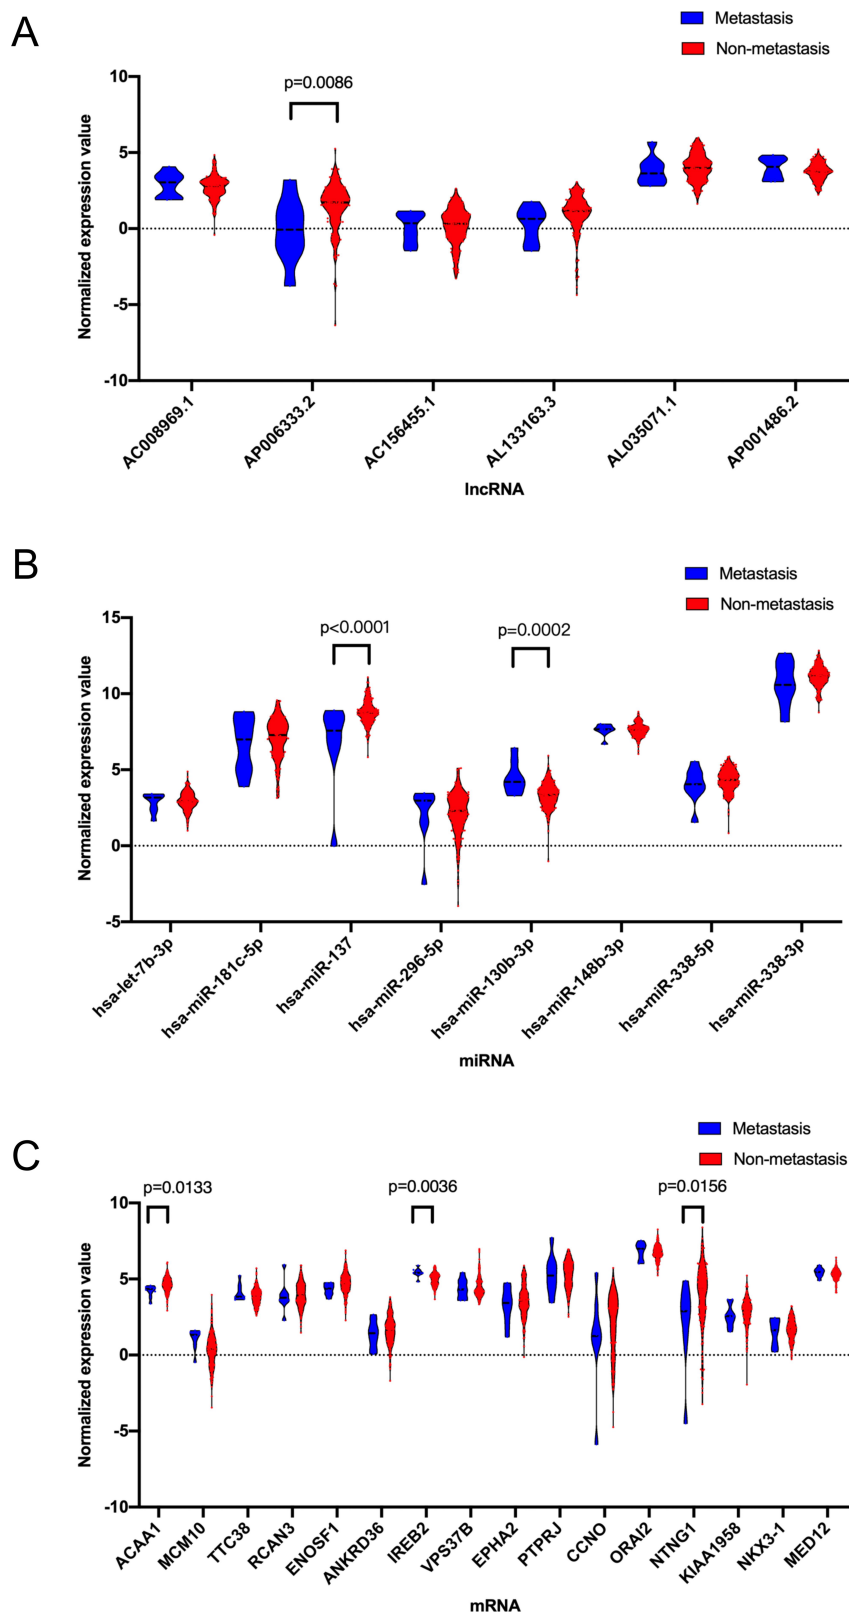 A
Metastasis
Non-metastasis
p=0.0086
Normalized expression value
10
5
0
-5
-10
AC008969.1
AP006333.2
AC156455.1
AL133163.3
AL035071.1
AP001486.2
lncRNA
B
Metastasis
Non-metastasis
p<0.0001
p=0.0002
Normalized expression value
15
10
5
0
-5
hsa-let-7b-3p
hsa-miR-181c-5p
hsa-miR-137
hsa-miR-296-5p
hsa-miR-130b-3p
hsa-miR-148b-3p
hsa-miR-338-5p
hsa-miR-338-3p
miRNA
C
Metastasis
Non-metastasis
p=0.0133
p=0.0036
p=0.0156
Normalized expression value
10
5
0
-5
-10
ACAA1
MCM10
TTC38
RCAN3
ENOSF1
ANKRD36
IREB2
VPS37B
EPHA2
PTPRJ
CCNO
ORAI2
NTNG1
KIAA1958
NKX3-1
MED12
mRNA